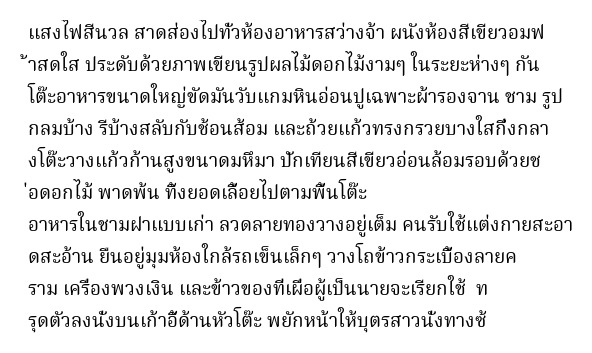 แสงไฟสีนวล สาดส่องไปทั่วห้องอาหารสว่างจ้า ผนังห้องสีเขียวอมฟ
้าสดใส ประดับด้วยภาพเขียนรูปผลไม้ดอกไม้งามๆ ในระยะห่างๆ กัน
โต๊ะอาหารขนาดใหญ่ขัดมันวับแกมหินอ่อนปูเฉพาะผ้ารองจาน ชาม รูป
กลมบ้าง รีบ้างสลับกับช้อนส้อม และถ้วยแก้วทรงกรวยบางใสกึ่งกลา
งโต๊ะวางแก้วก้านสูงขนาดมหึมา ปักเทียนสีเขียวอ่อนล้อมรอบด้วยช
่อดอกไม้ พาดพ้น ทิ้งยอดเลื้อยไปตามพื้นโต๊ะ
อาหารในชามฝาแบบเก่า ลวดลายทองวางอยู่เต็ม คนรับใช้แต่งกายสะอา
ดสะอ้าน ยืนอยู่มุมห้องใกล้รถเข็นเล็กๆ วางโถข้าวกระเบื้องลายค
ราม เครื่องพวงเงิน และข้าวของที่เผื่อผู้เป็นนายจะเรียกใช้  ท
รุดตัวลงนั่งบนเก้าอี้ด้านหัวโต๊ะ พยักหน้าให้บุตรสาวนั่งทางซ้